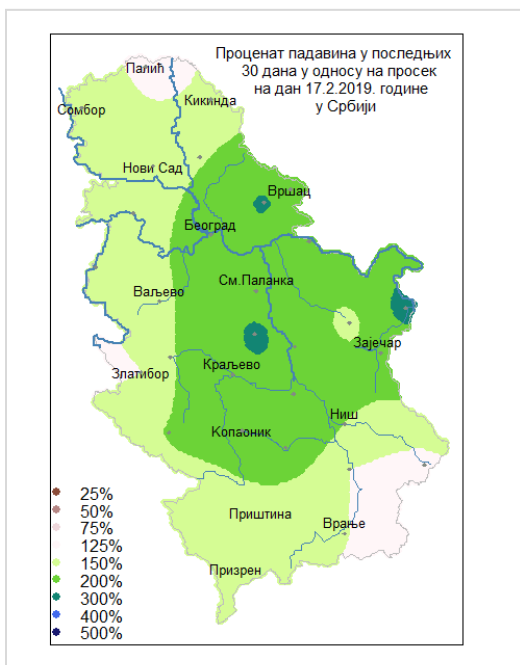 Проценат падавина у последњих
30 дана у односу на просек
на дан 17.2.2019. године
у Србији
Палић
Кикинда
Сомбор
Нови Сад
Вршац
Београд
См.Паланка
Ваљево
Зајечар
Златибор
Краљево
Ниш
Копаоник
Приштина
Врање
Призрен
25%
50%
75%
125%
150%
200%
300%
400%
500%